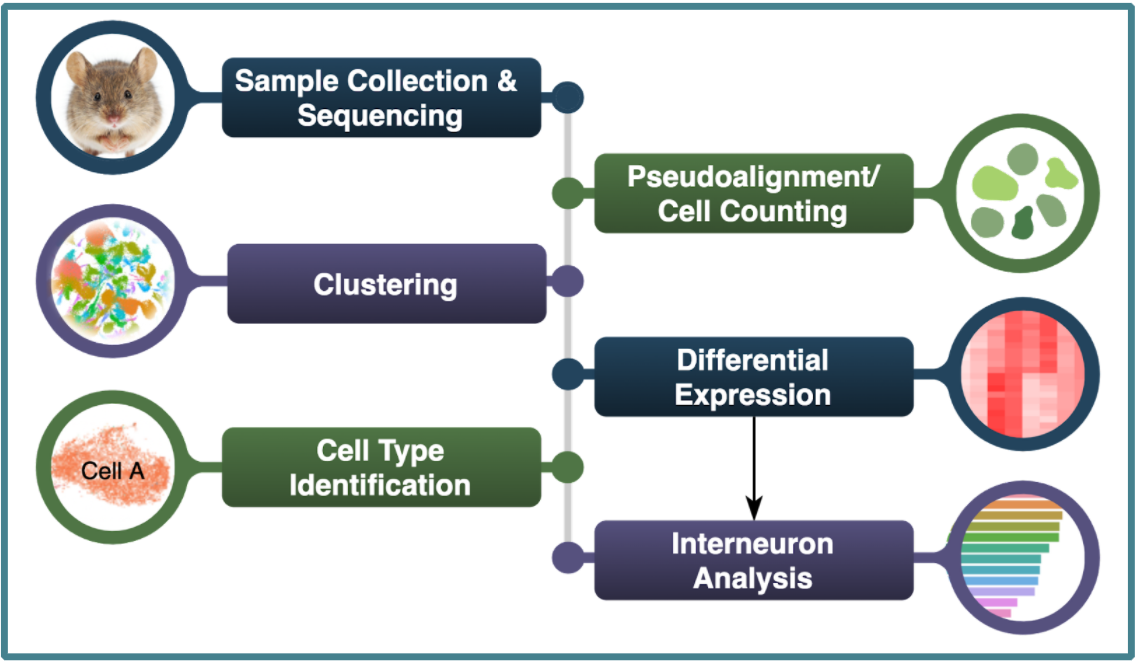 Sample Collection &
Sequencing
Pseudoalignment/
Cell Counting
Clustering
Differential
Expression
Cell A
Cell Type
Identification
Interneuron
Analysis